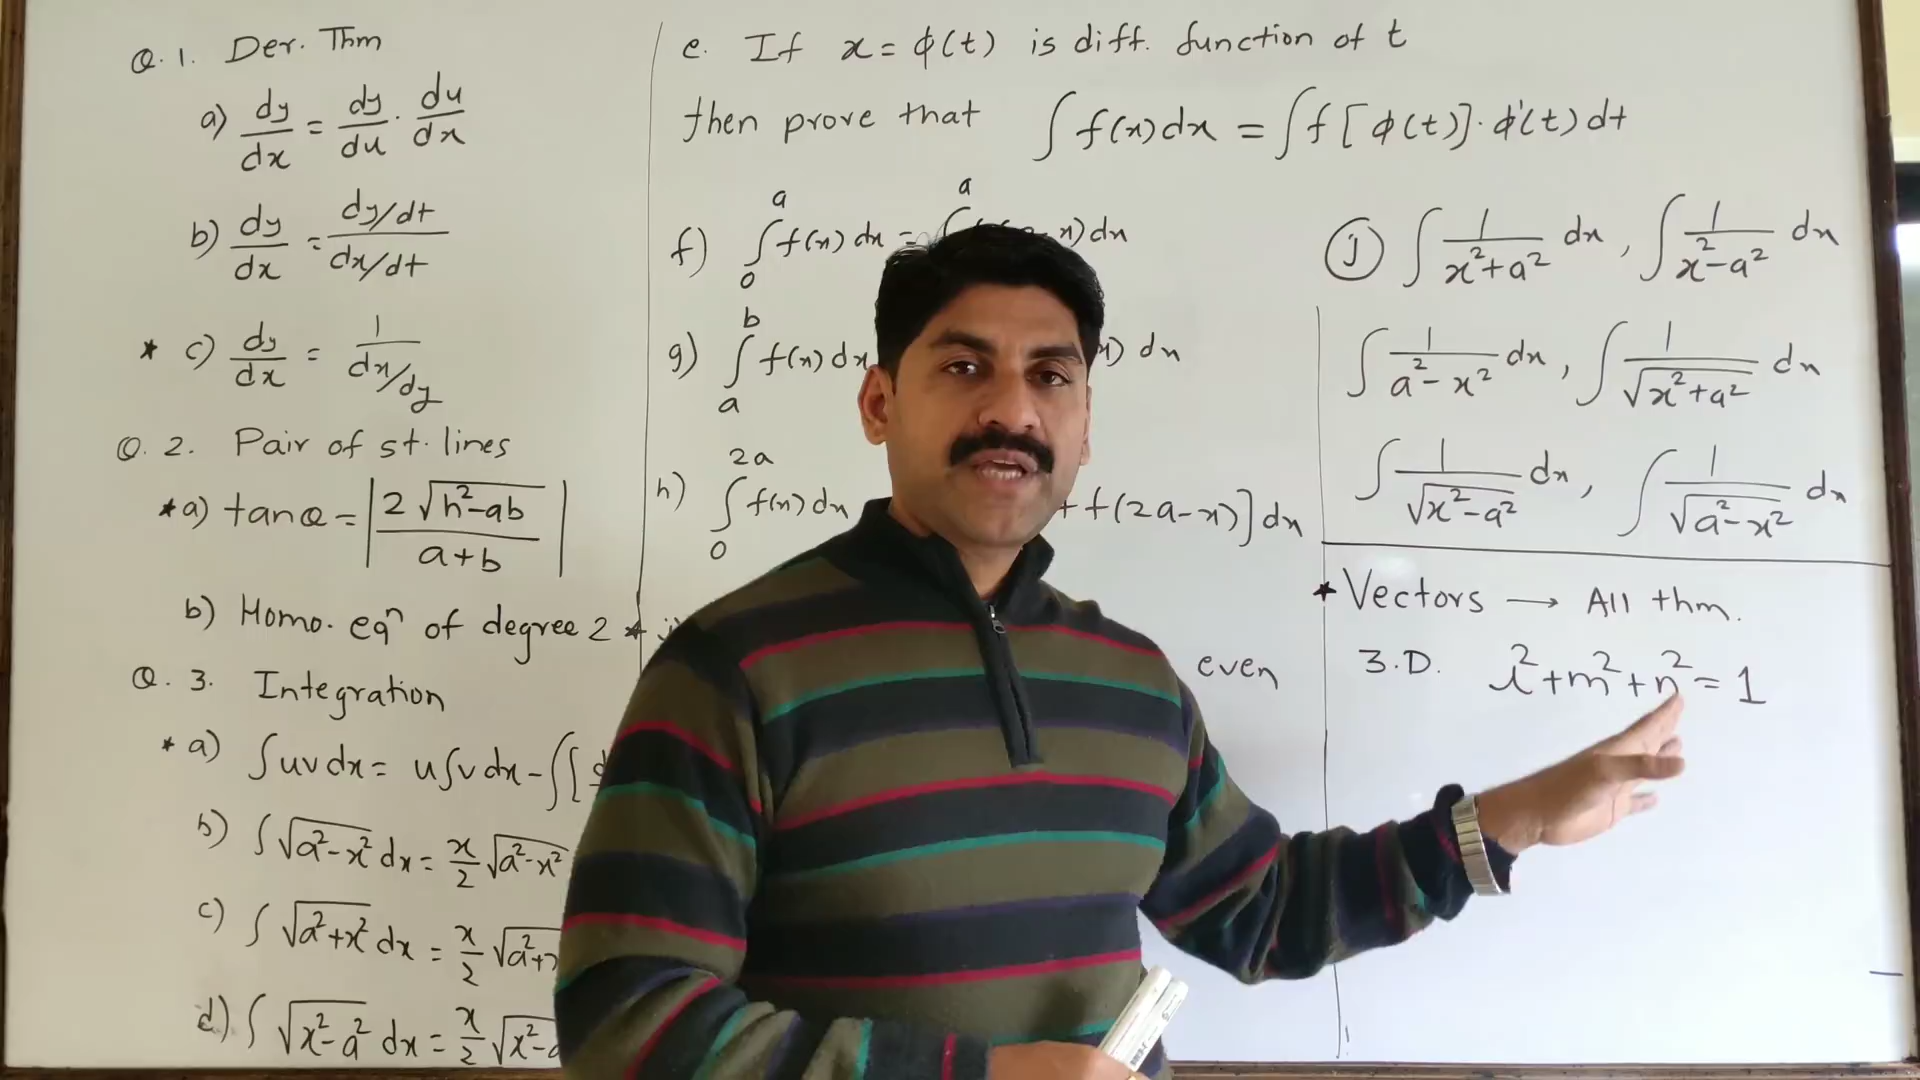 Q. 1. Der. Thm
a) dy/dx = dy/du · du/dx
b) dy/dx = (dy/dt)/(dx/dt)
* c) dy/dx = 1/(dx/dy)
Q. 2. Pair of st. lines
* a) tanθ = |2√(h²-ab)/(a+b)|
b) Homo. eqⁿ of degree 2
Q. 3. Integration
* a) ∫uvdx = u∫vdx - ∫[
b) ∫√(a²-x²) dx = x/2 √(a²-x²)
c) ∫√(a²+x²) dx = x/2 √(a²+
d) ∫√(x²-a²) dx = x/2 √(x²-
e. If x = φ(t) is diff. function of t
then prove that ∫f(x)dx = ∫f[φ(t)]·φ'(t)dt
f) ∫₀ᵃ f(x)dx = ∫ᵃ x)dx
g) ∫ₐᵇ f(x)dx x) dx
h) ∫₀²ᵃ f(x)dx + f(2a-x)]dx
*
even
(j) ∫ 1/(x²+a²) dx, ∫ 1/(x²-a²) dx
∫ 1/(a²-x²) dx, ∫ 1/√(x²+a²) dx
∫ 1/√(x²-a²) dx, ∫ 1/√(a²-x²) dx
* Vectors → All thm.
3.D. l²+m²+n² = 1